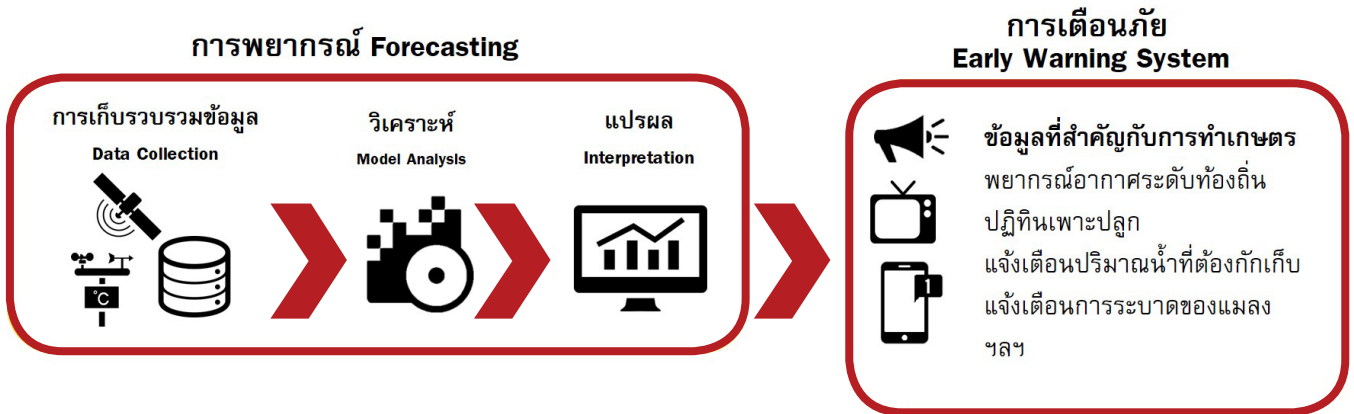 การพยากรณ์ Forecasting
การเก็บรวบรวมข้อมูล
Data Collection
°C
วิเคราะห์
Model Analysis
แปรผล
Interpretation
การเตือนภัย
Early Warning System
ข้อมูลที่สำคัญกับการทำเกษตร
พยากรณ์อากาศระดับท้องถิ่น
ปฏิทินเพาะปลูก
แจ้งเตือนปริมาณน้ำที่ต้องกักเก็บ
แจ้งเตือนการระบาดของแมลง
ฯลฯ
1